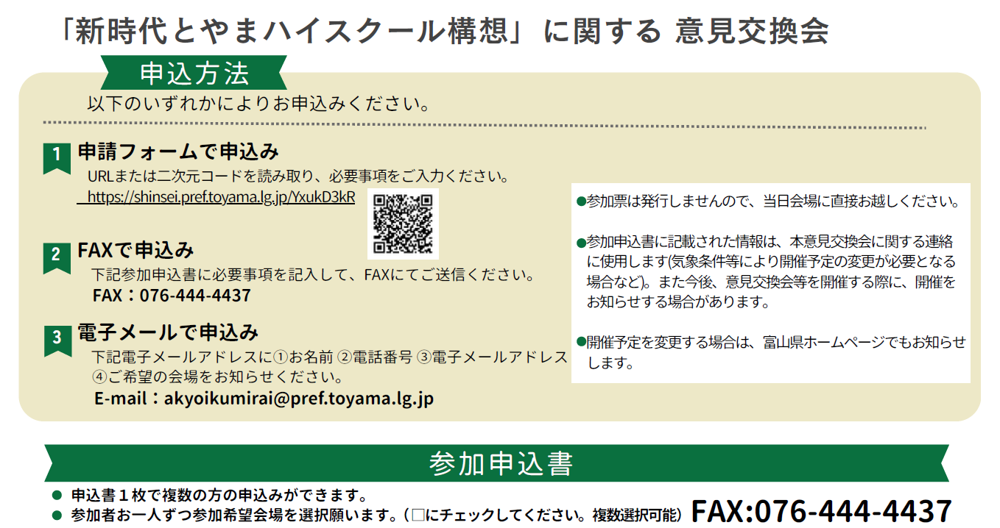 「新時代とやまハイスクール構想」に関する 意見交換会
申込方法
以下のいずれかによりお申込みください。
1 申請フォームで申込み
URLまたは二次元コードを読み取り、必要事項をご入力ください。
https://shinsei.pref.toyama.lg.jp/YxukD3kR
2 FAXで申込み
下記参加申込書に必要事項を記入して、FAXにてご送信ください。
FAX：076-444-4437
3 電子メールで申込み
下記電子メールアドレスに①お名前 ②電話番号 ③電子メールアドレス
④ご希望の会場をお知らせください。
E-mail：akyoikumirai@pref.toyama.lg.jp
●参加票は発行しませんので、当日会場に直接お越しください。
●参加申込書に記載された情報は、本意見交換会に関する連絡
に使用します(気象条件等により開催予定の変更が必要となる
場合など)。また今後、意見交換会等を開催する際に、開催を
お知らせする場合があります。
●開催予定を変更する場合は、富山県ホームページでもお知らせ
します。
参加申込書
● 申込書１枚で複数の方の申込みができます。
● 参加者お一人ずつ参加希望会場を選択願います。（□にチェックしてください。複数選択可能）
FAX:076-444-4437